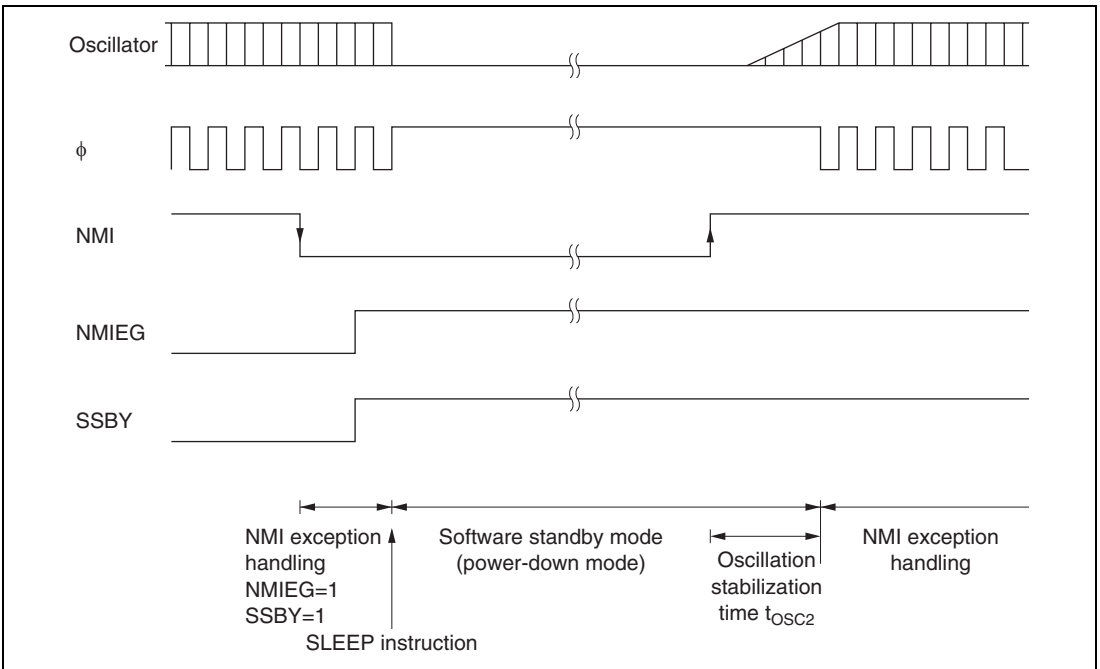 Oscillator
ϕ
NMI
NMIEG
SSBY
NMI exception
handling
NMIEG=1
SSBY=1
SLEEP instruction
Software standby mode
(power-down mode)
Oscillation
stabilization
time tOSC2
NMI exception
handling